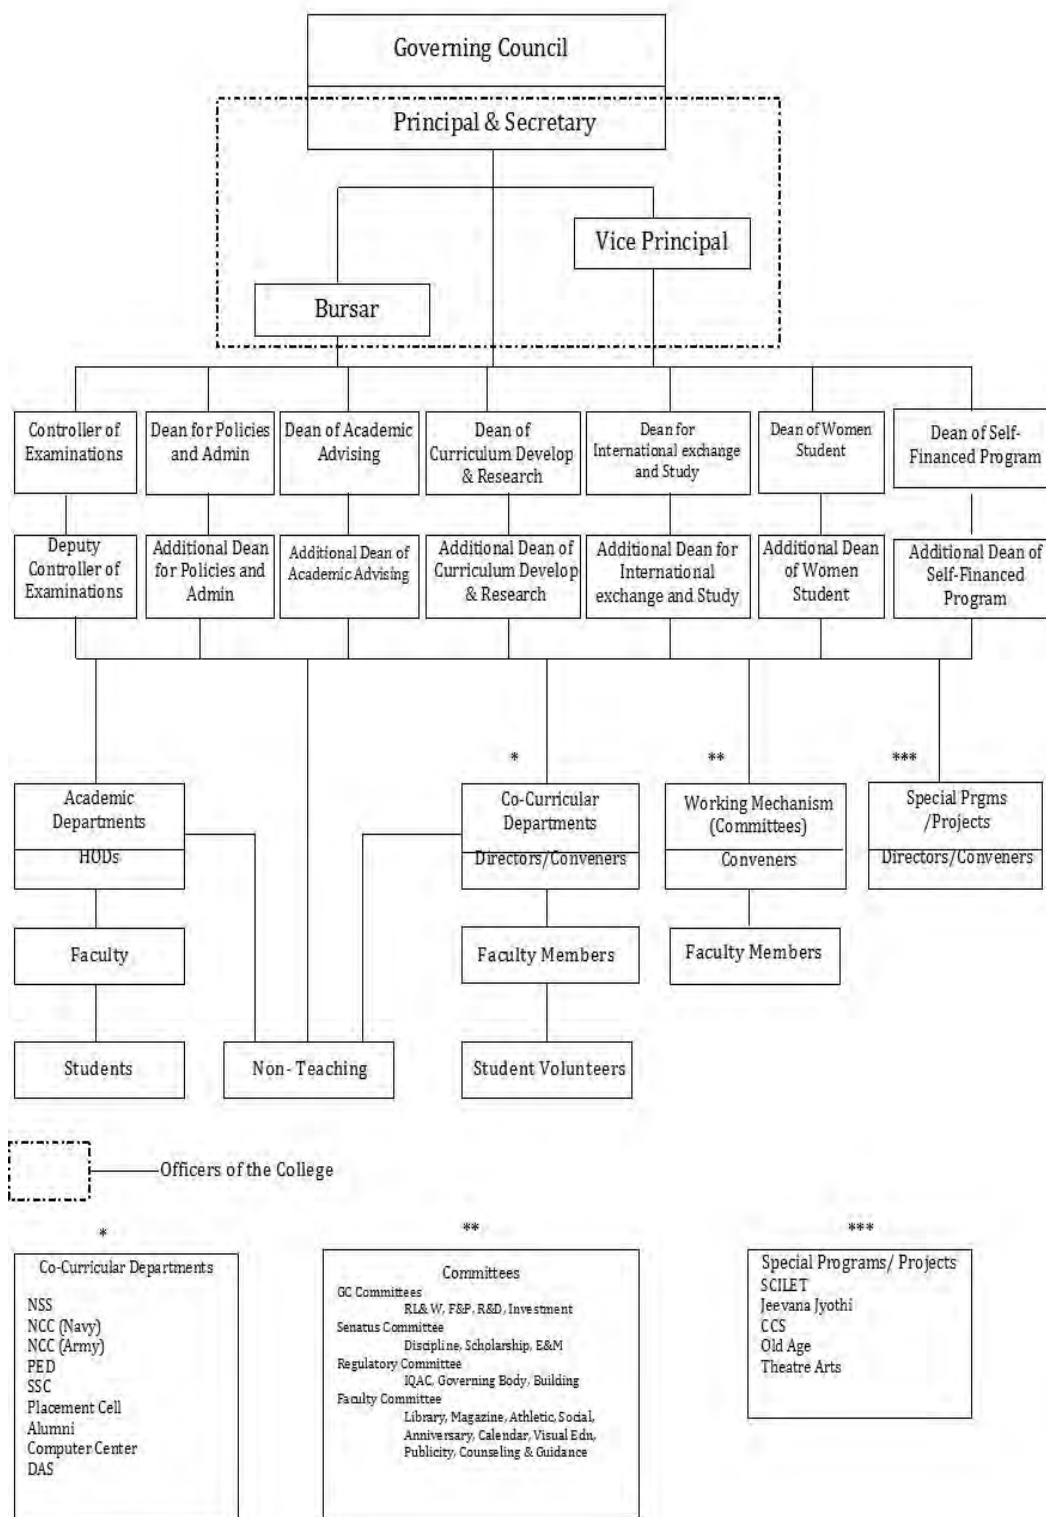 Governing Council
Principal & Secretary
Vice Principal
Bursar
Controller of
Examinations
Dean for Policies
and Admin
Dean of Academic
Advising
Dean of
Curriculum Develop
& Research
Dean for
International exchange
and Study
Dean of Women
Student
Dean of Self-
Financed Program
Deputy
Controller of
Examinations
Additional Dean
for Policies and
Admin
Additional Dean of
Academic Advising
Additional Dean of
Curriculum Develop
& Research
Additional Dean for
International
exchange and Study
Additional Dean
of Women
Student
Additional Dean of
Self-Financed
Program
*
**
***
Academic
Departments
HODs
Co-Curricular
Departments
Directors/Conveners
Working Mechanism
(Committees)
Conveners
Special Prgms
/Projects
Directors/Conveners
Faculty
Faculty Members
Faculty Members
Students
Non- Teaching
Student Volunteers
Officers of the College
*
Co-Curricular Departments
NSS
NCC (Navy)
NCC (Army)
PED
SSC
Placement Cell
Alumni
Computer Center
DAS
**
Committees
GC Committees
RL& W, F&P, R&D, Investment
Senatus Committee
Discipline, Scholarship, E&M
Regulatory Committee
IQAC, Governing Body, Building
Faculty Committee
Library, Magazine, Athletic, Social,
Anniversary, Calendar, Visual Edn,
Publicity, Counseling & Guidance
***
Special Programs/ Projects
SCILET
Jeevana Jyothi
CCS
Old Age
Theatre Arts